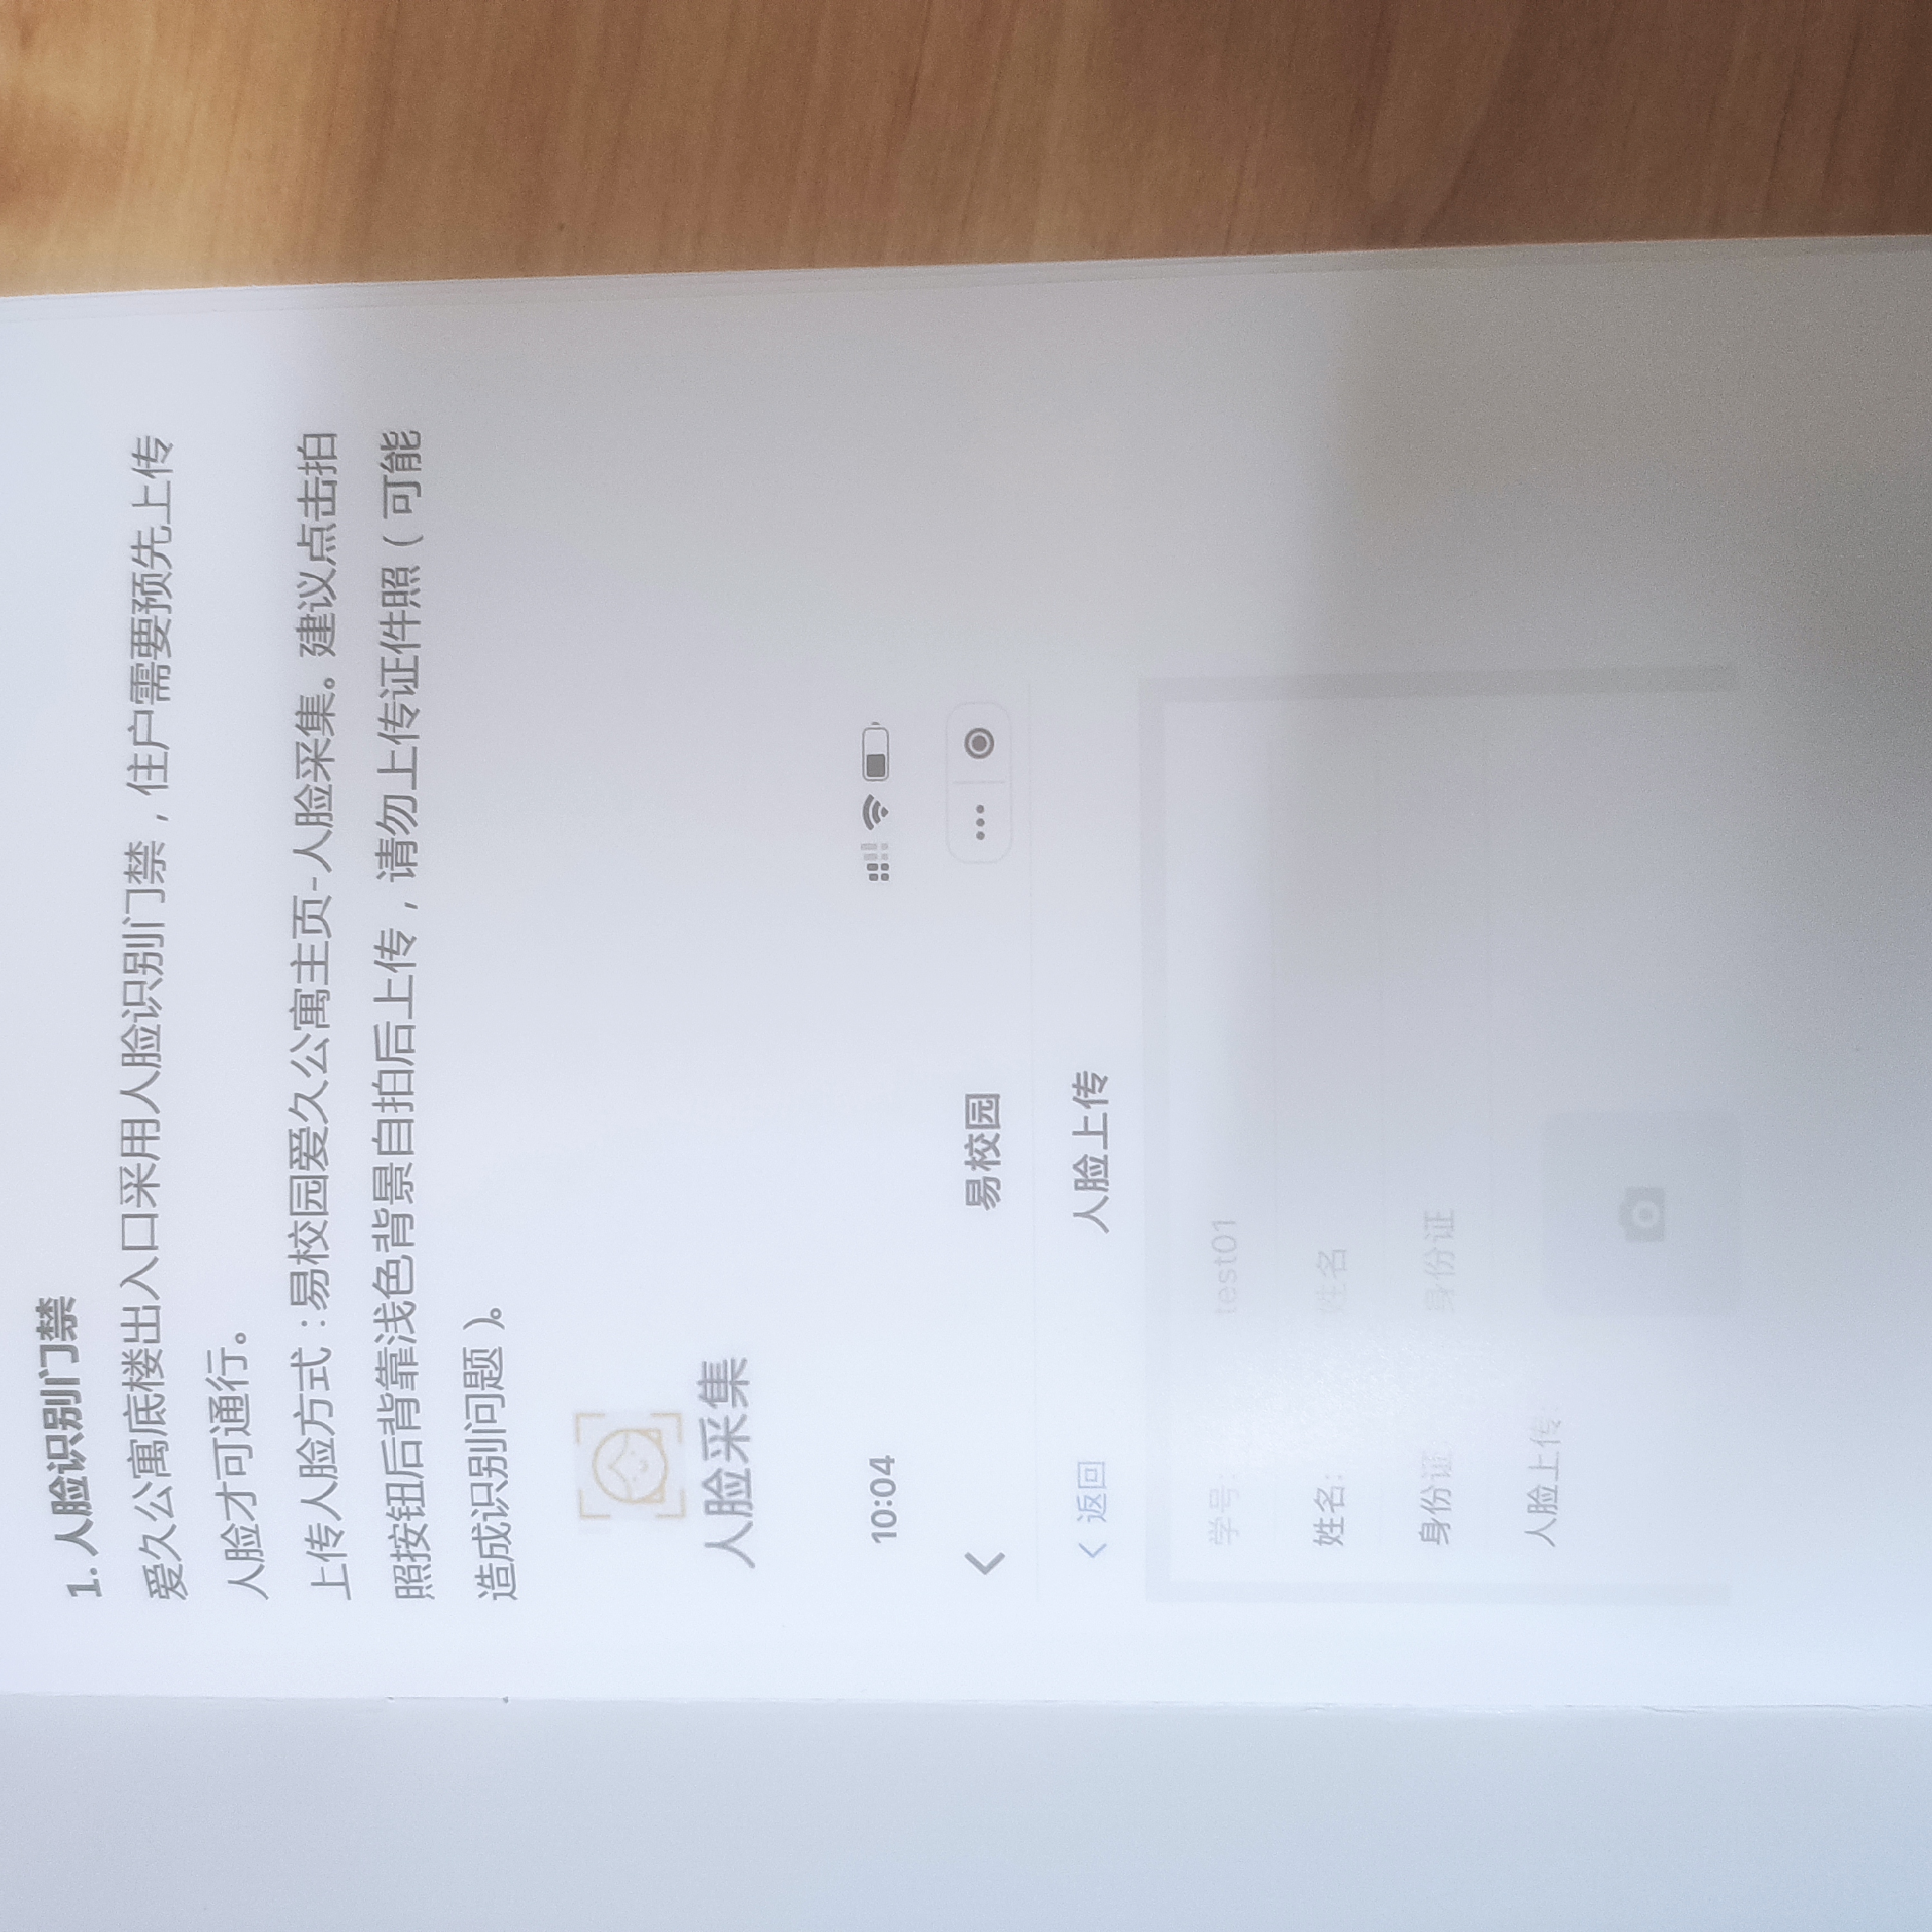 1. 人脸识别门禁
爱久公寓底楼出入口采用人脸识别门禁，住户需要预先上传
人脸才可通行。
上传人脸方式：易校园爱久公寓主页-人脸采集。建议点击拍
照按钮后背靠浅色背景自拍后上传，请勿上传证件照（可能
造成识别问题）。
人脸采集
10:04
易校园
返回 人脸上传
学号: test01
姓名: 姓名
身份证 身份证
人脸上传